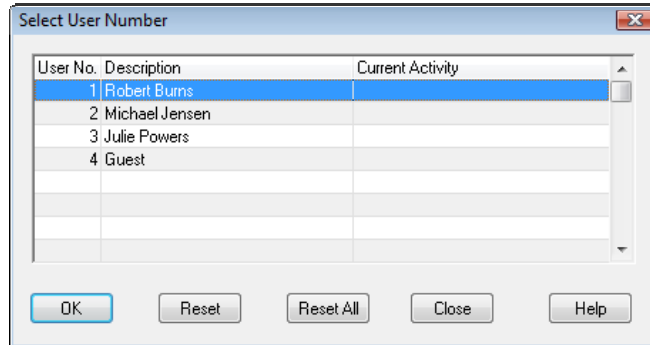 Select User Number
User No. Description Current Activity
1 Robert Burns
2 Michael Jensen
3 Julie Powers
4 Guest
OK Reset Reset All Close Help